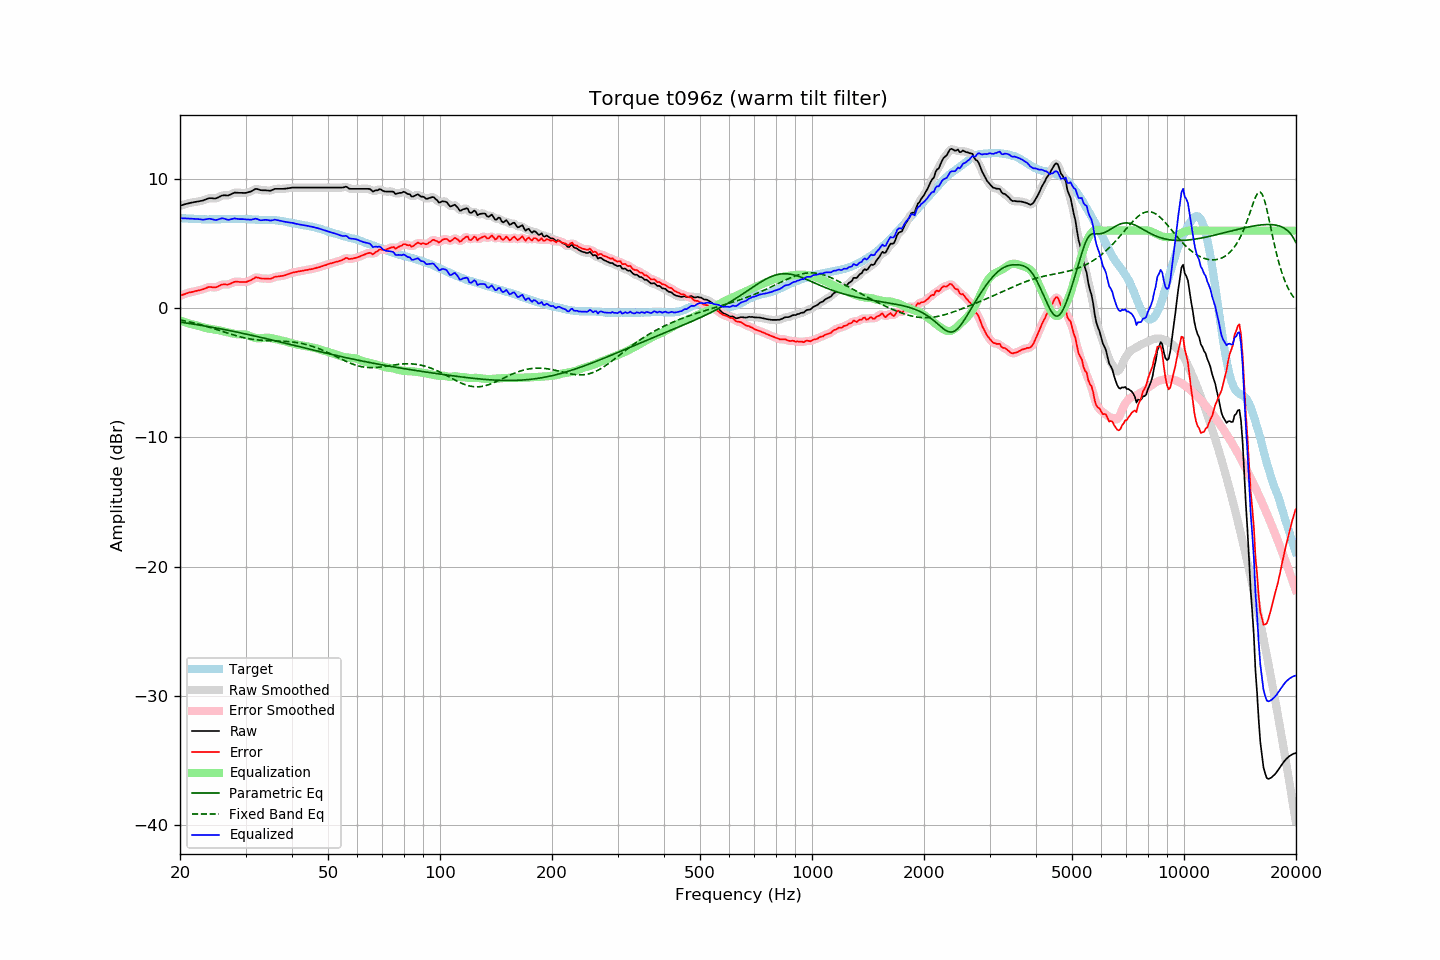 Torque t096z (warm tilt filter)
Amplitude (dBr)
10
0
−10
−20
−30
−40
Target
Raw Smoothed
Error Smoothed
Raw
Error
Equalization
Parametric Eq
Fixed Band Eq
Equalized
20 50 100 200 500 1000 2000 5000 10000 20000
Frequency (Hz)